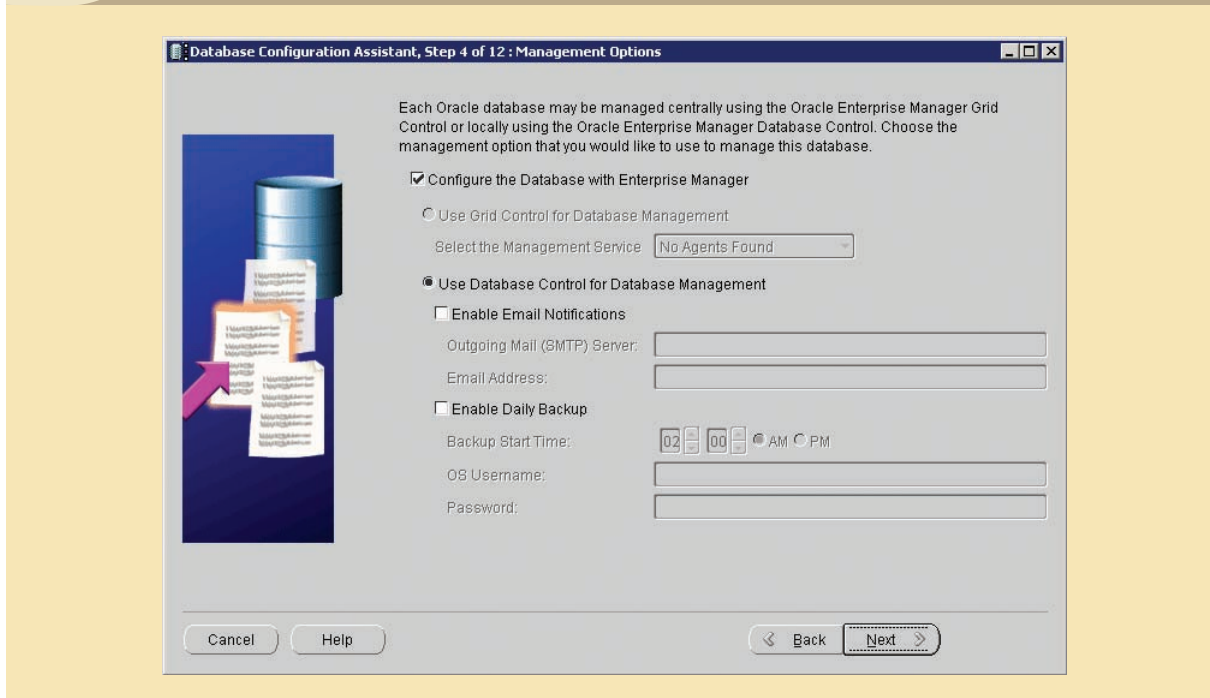 Database Configuration Assistant, Step 4 of 12 : Management Options
Each Oracle database may be managed centrally using the Oracle Enterprise Manager Grid
Control or locally using the Oracle Enterprise Manager Database Control. Choose the
management option that you would like to use to manage this database.
Configure the Database with Enterprise Manager
Use Grid Control for Database Management
Select the Management Service No Agents Found
Use Database Control for Database Management
Enable Email Notifications
Outgoing Mail (SMTP) Server:
Email Address:
Enable Daily Backup
Backup Start Time: 02 00 AM PM
OS Username:
Password:
Cancel Help Back Next